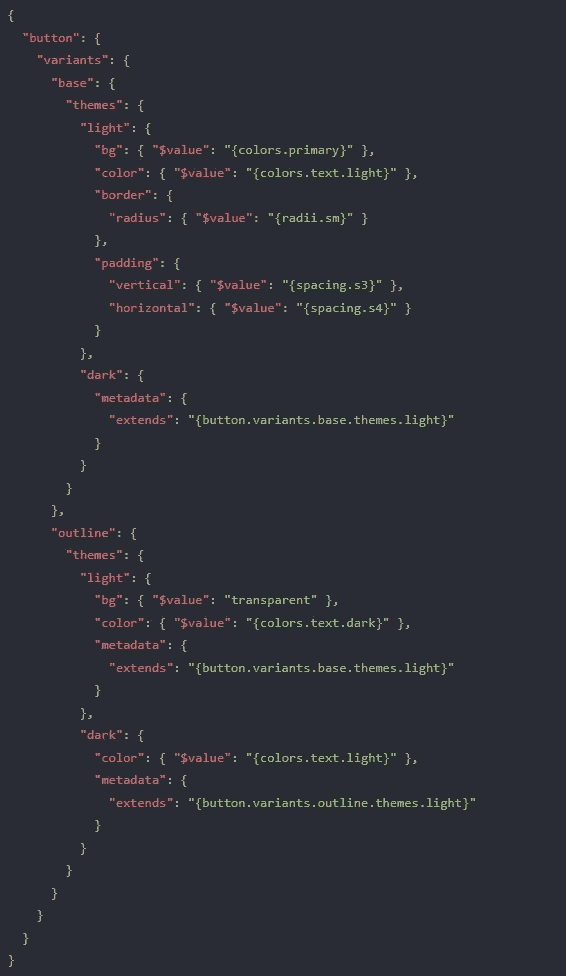 {
  "button": {
    "variants": {
      "base": {
        "themes": {
          "light": {
            "bg": { "$value": "{colors.primary}" },
            "color": { "$value": "{colors.text.light}" },
            "border": {
              "radius": { "$value": "{radii.sm}" }
            },
            "padding": {
              "vertical": { "$value": "{spacing.s3}" },
              "horizontal": { "$value": "{spacing.s4}" }
            }
          },
          "dark": {
            "metadata": {
              "extends": "{button.variants.base.themes.light}"
            }
          }
        }
      },
      "outline": {
        "themes": {
          "light": {
            "bg": { "$value": "transparent" },
            "color": { "$value": "{colors.text.dark}" },
            "metadata": {
              "extends": "{button.variants.base.themes.light}"
            }
          },
          "dark": {
            "color": { "$value": "{colors.text.light}" },
            "metadata": {
              "extends": "{button.variants.outline.themes.light}"
            }
          }
        }
      }
    }
  }
}